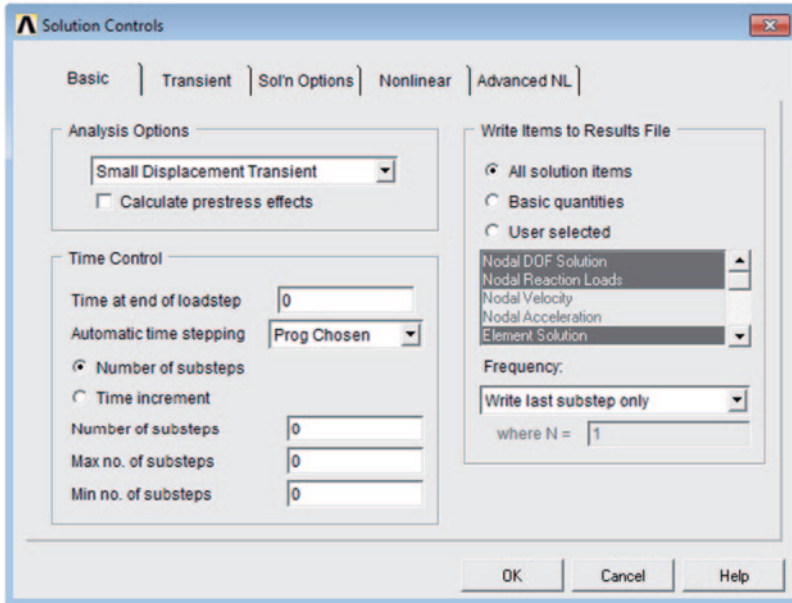 Solution Controls
Basic
Transient
Sol'n Options
Nonlinear
Advanced NL
Analysis Options
Small Displacement Transient
Calculate prestress effects
Time Control
Time at end of loadstep 0
Automatic time stepping Prog Chosen
Number of substeps
Time increment
Number of substeps 0
Max no. of substeps 0
Min no. of substeps 0
Write Items to Results File
All solution items
Basic quantities
User selected
Nodal DOF Solution
Nodal Reaction Loads
Nodal Velocity
Nodal Acceleration
Element Solution
Frequency:
Write last substep only
where N = 1
OK
Cancel
Help